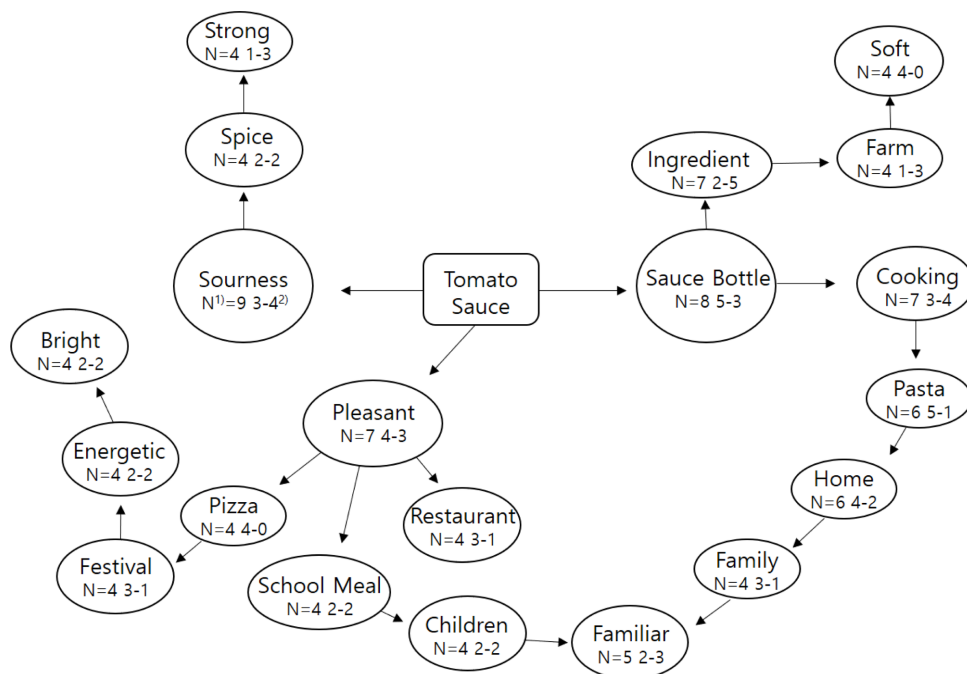 Strong
N=4 1-3
Soft
N=4 4-0
Spice
N=4 2-2
Ingredient
N=7 2-5
Farm
N=4 1-3
Sourness
N¹⁾=9 3-4²⁾
Tomato
Sauce
Sauce Bottle
N=8 5-3
Cooking
N=7 3-4
Bright
N=4 2-2
Pleasant
N=7 4-3
Pasta
N=6 5-1
Energetic
N=4 2-2
Home
N=6 4-2
Pizza
N=4 4-0
Restaurant
N=4 3-1
Festival
N=4 3-1
Family
N=4 3-1
School Meal
N=4 2-2
Children
N=4 2-2
Familiar
N=5 2-3